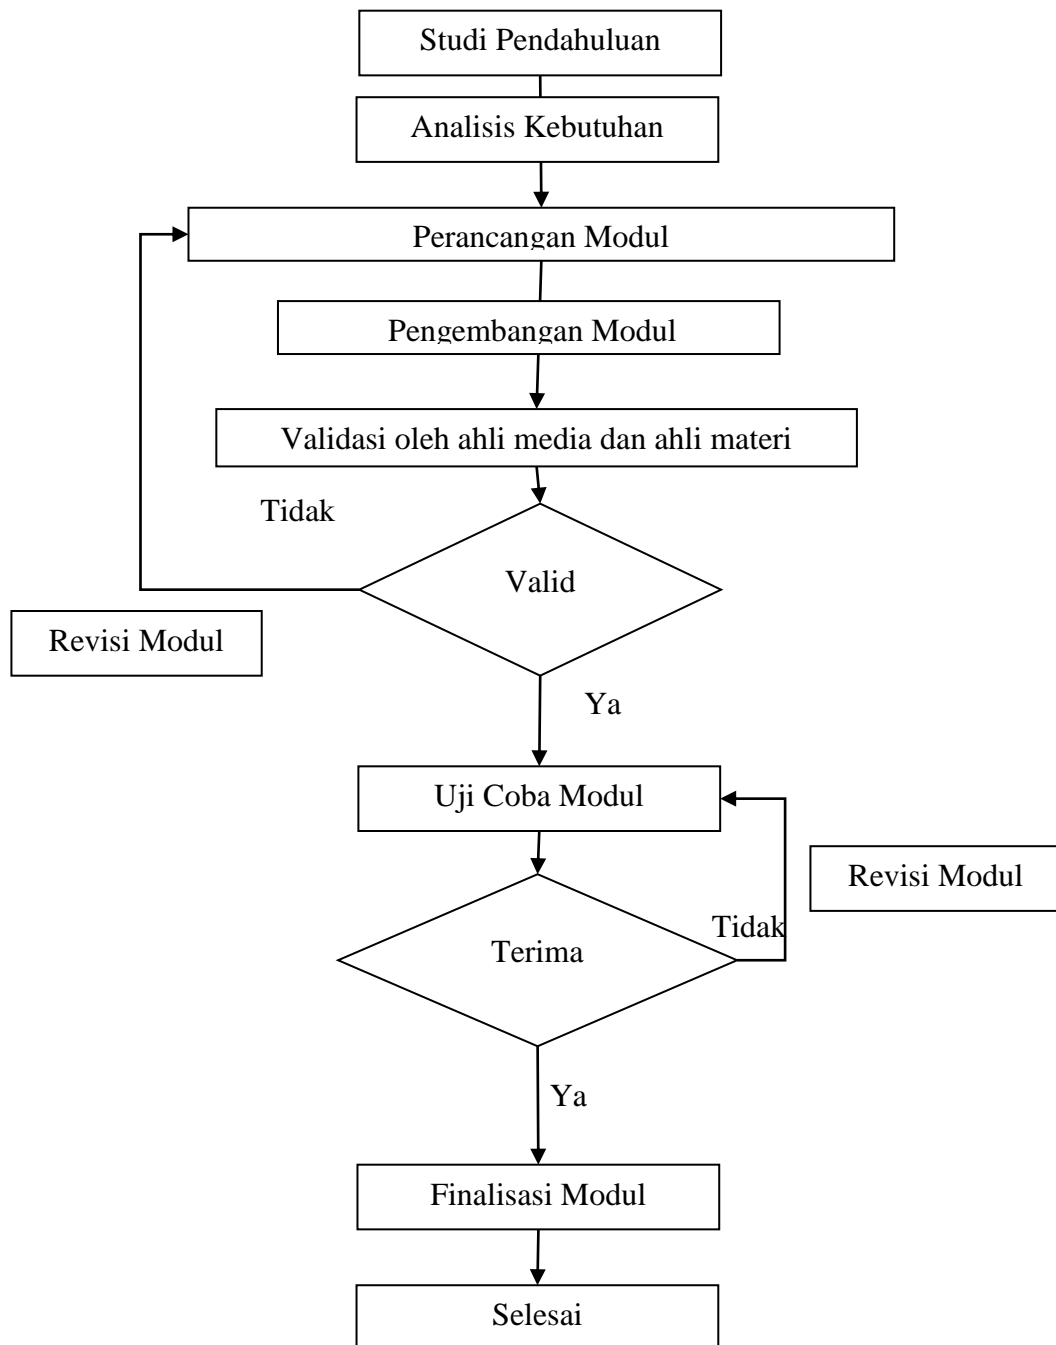 Studi Pendahuluan
Analisis Kebutuhan
Perancangan Modul
Pengembangan Modul
Validasi oleh ahli media dan ahli materi
Tidak
Valid
Revisi Modul
Ya
Uji Coba Modul
Revisi Modul
Tidak
Terima
Ya
Finalisasi Modul
Selesai